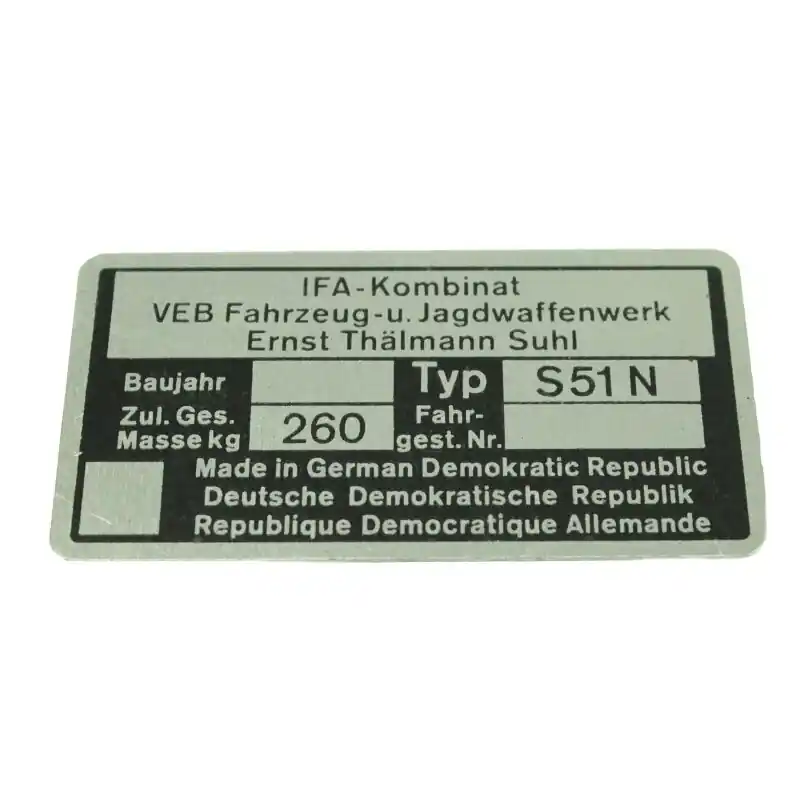 IFA-Kombinat
VEB Fahrzeug-u. Jagdwaffenwerk
Ernst Thälmann Suhl
Baujahr Typ S51 N
Zul. Ges. Masse kg 260 Fahr-gest. Nr.
Made in German Demokratic Republic
Deutsche Demokratische Republik
Republique Democratique Allemande